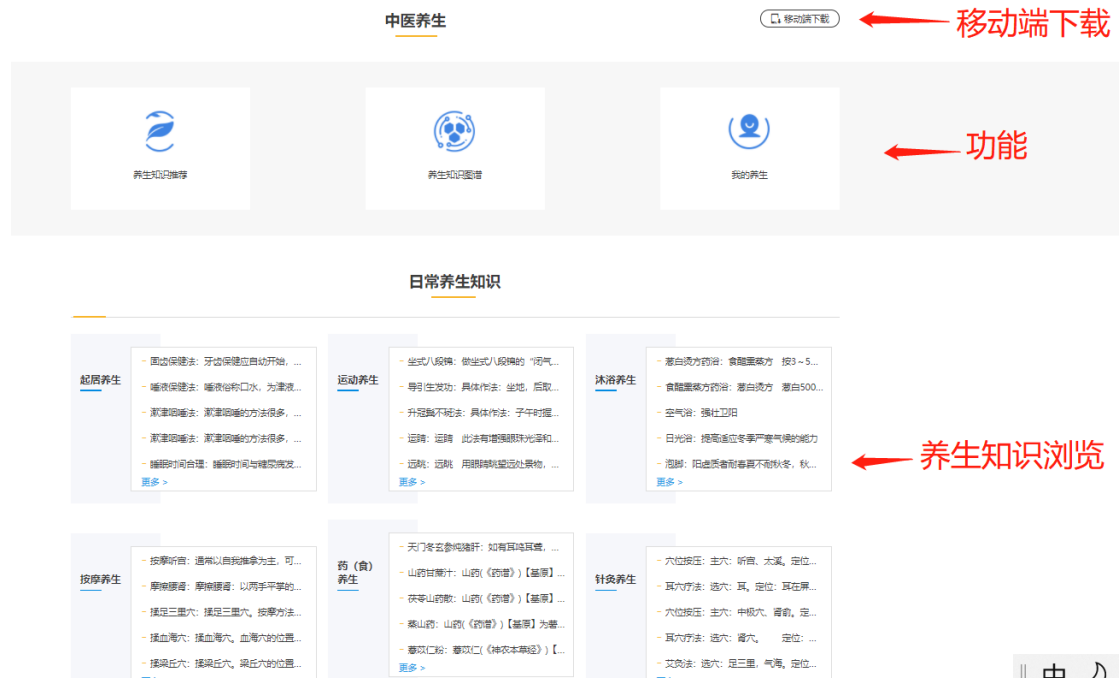 中医养生
移动端下载
移动端下载
养生知识推荐
养生知识图谱
我的养生
功能
日常养生知识
起居养生
- 固齿保健法：牙齿保健应自动开始，...
- 唾液保健法：唾液俗称口水，为津液...
- 漱津咽唾法：漱津咽唾的方法很多，...
- 漱津咽唾法：漱津咽唾的方法很多，...
- 睡眠时间合理：睡眠时间与糖尿病发...
更多 >
运动养生
- 坐式八段锦：做坐式八段锦的“闭气...
- 导引生发功：具体作法：坐地，后取...
- 升冠鬓不斑法：具体作法：子午时握...
- 运睛：运睛 此法有增强眼珠光泽和...
- 远眺：远眺 用眼睛眺望远处景物，...
更多 >
沐浴养生
- 葱白烫方药浴：食醋熏蒸方 按3～5...
- 食醋熏蒸方药浴：葱白烫方 葱白500...
- 空气浴：强壮卫阳
- 日光浴：提高适应冬季严寒气候的能力
- 泡脚：阳虚质者耐春夏不耐秋冬，秋...
更多 >
养生知识浏览
按摩养生
- 按摩听宫：通常以自我推拿为主，可...
- 摩擦腰肾：摩擦腰肾：以两手平掌的...
- 揉足三里穴：揉足三里穴。按摩方法...
- 揉血海穴：揉血海穴。血海穴的位置...
- 揉梁丘穴：揉梁丘穴。梁丘穴的位置...
药（食）
养生
- 天门冬玄参炖猪肝：如有耳鸣耳聋，...
- 山药甘蔗汁：山药(《药谱》)【基原】...
- 茯苓山药散：山药(《药谱》)【基原】...
- 蒸山药：山药(《药谱》)【基原】为薯...
- 薏苡仁粉：薏苡仁(《神农本草经》)【...
更多 >
针灸养生
- 穴位按压：主穴：听宫、太溪。定位...
- 耳穴疗法：选穴：耳。定位：耳在屏...
- 穴位按压：主穴：中极穴、肾俞。定...
- 耳穴疗法：选穴：肾穴。 定位：...
- 艾灸法：选穴：足三里，气海。定位...
中